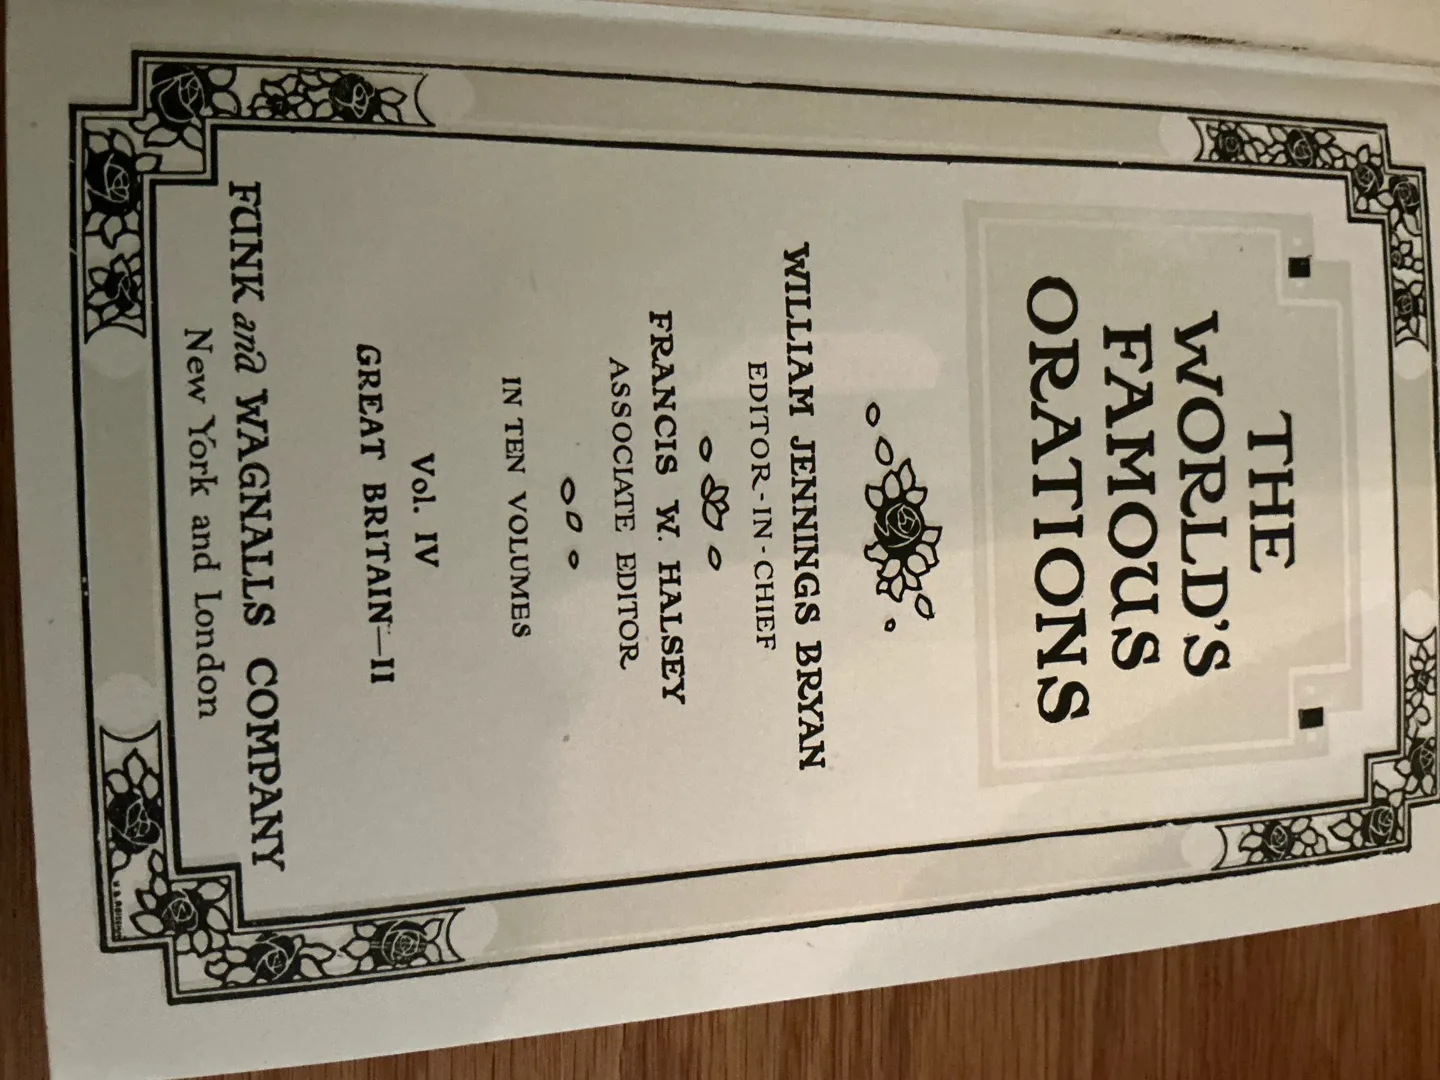 THE
WORLD'S
FAMOUS
ORATIONS
WILLIAM JENNINGS BRYAN
EDITOR-IN-CHIEF
FRANCIS W. HALSEY
ASSOCIATE EDITOR
IN TEN VOLUMES
Vol. IV
GREAT BRITAIN—II
FUNK and WAGNALLS COMPANY
New York and London